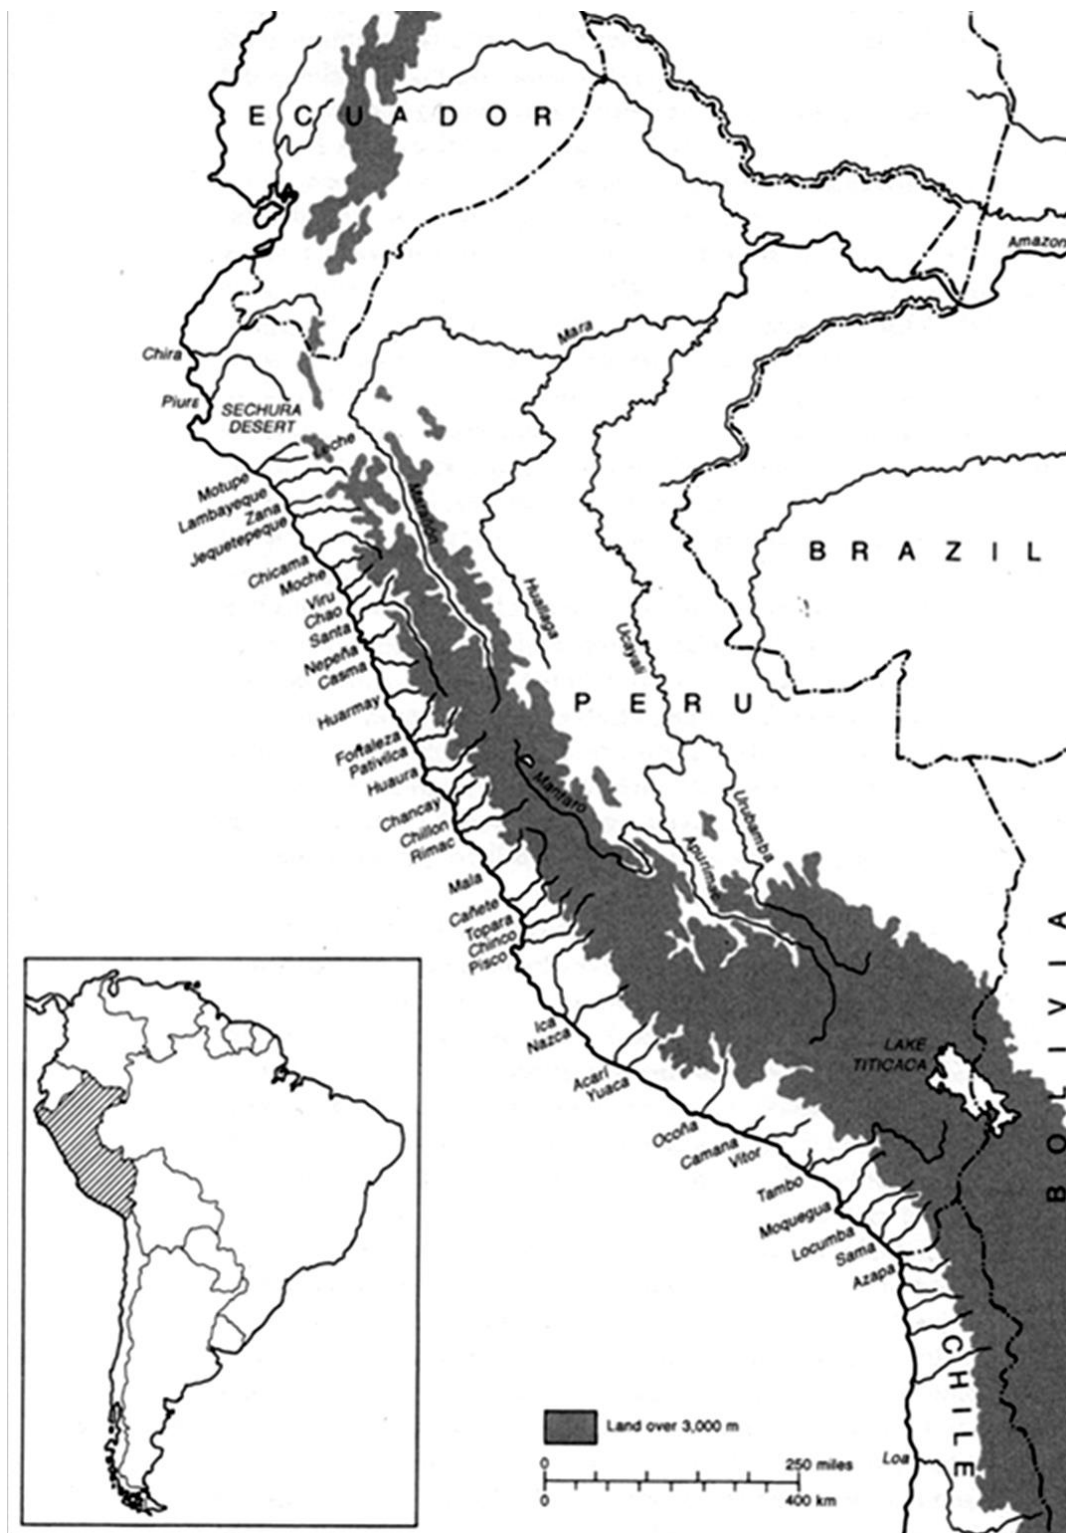 ECUADOR
Amazon
Mara
Chira
Piura
SECHURA
DESERT
Leche
Motupe
Lambayeque
Zana
Jequetepeque
Marañón
BRAZIL
Chicama
Moche
Viru
Chao
Santa
Nepeña
Casma
Huallaga
Ucayali
PERU
Huarmay
Fortaleza
Pativilca
Huaura
Chancay
Chillon
Rimac
Mantaro
Urubamba
Apurimac
Mala
Cañete
Topara
Chinco
Pisco
BOLIVIA
Ica
Nazca
LAKE
TITICACA
Acarí
Yuaca
Ocoña
Camana
Vitor
Tambo
Moquegua
Locumba
Sama
Azapa
CHILE
Loa
Land over 3,000 m
0 250 miles
0 400 km